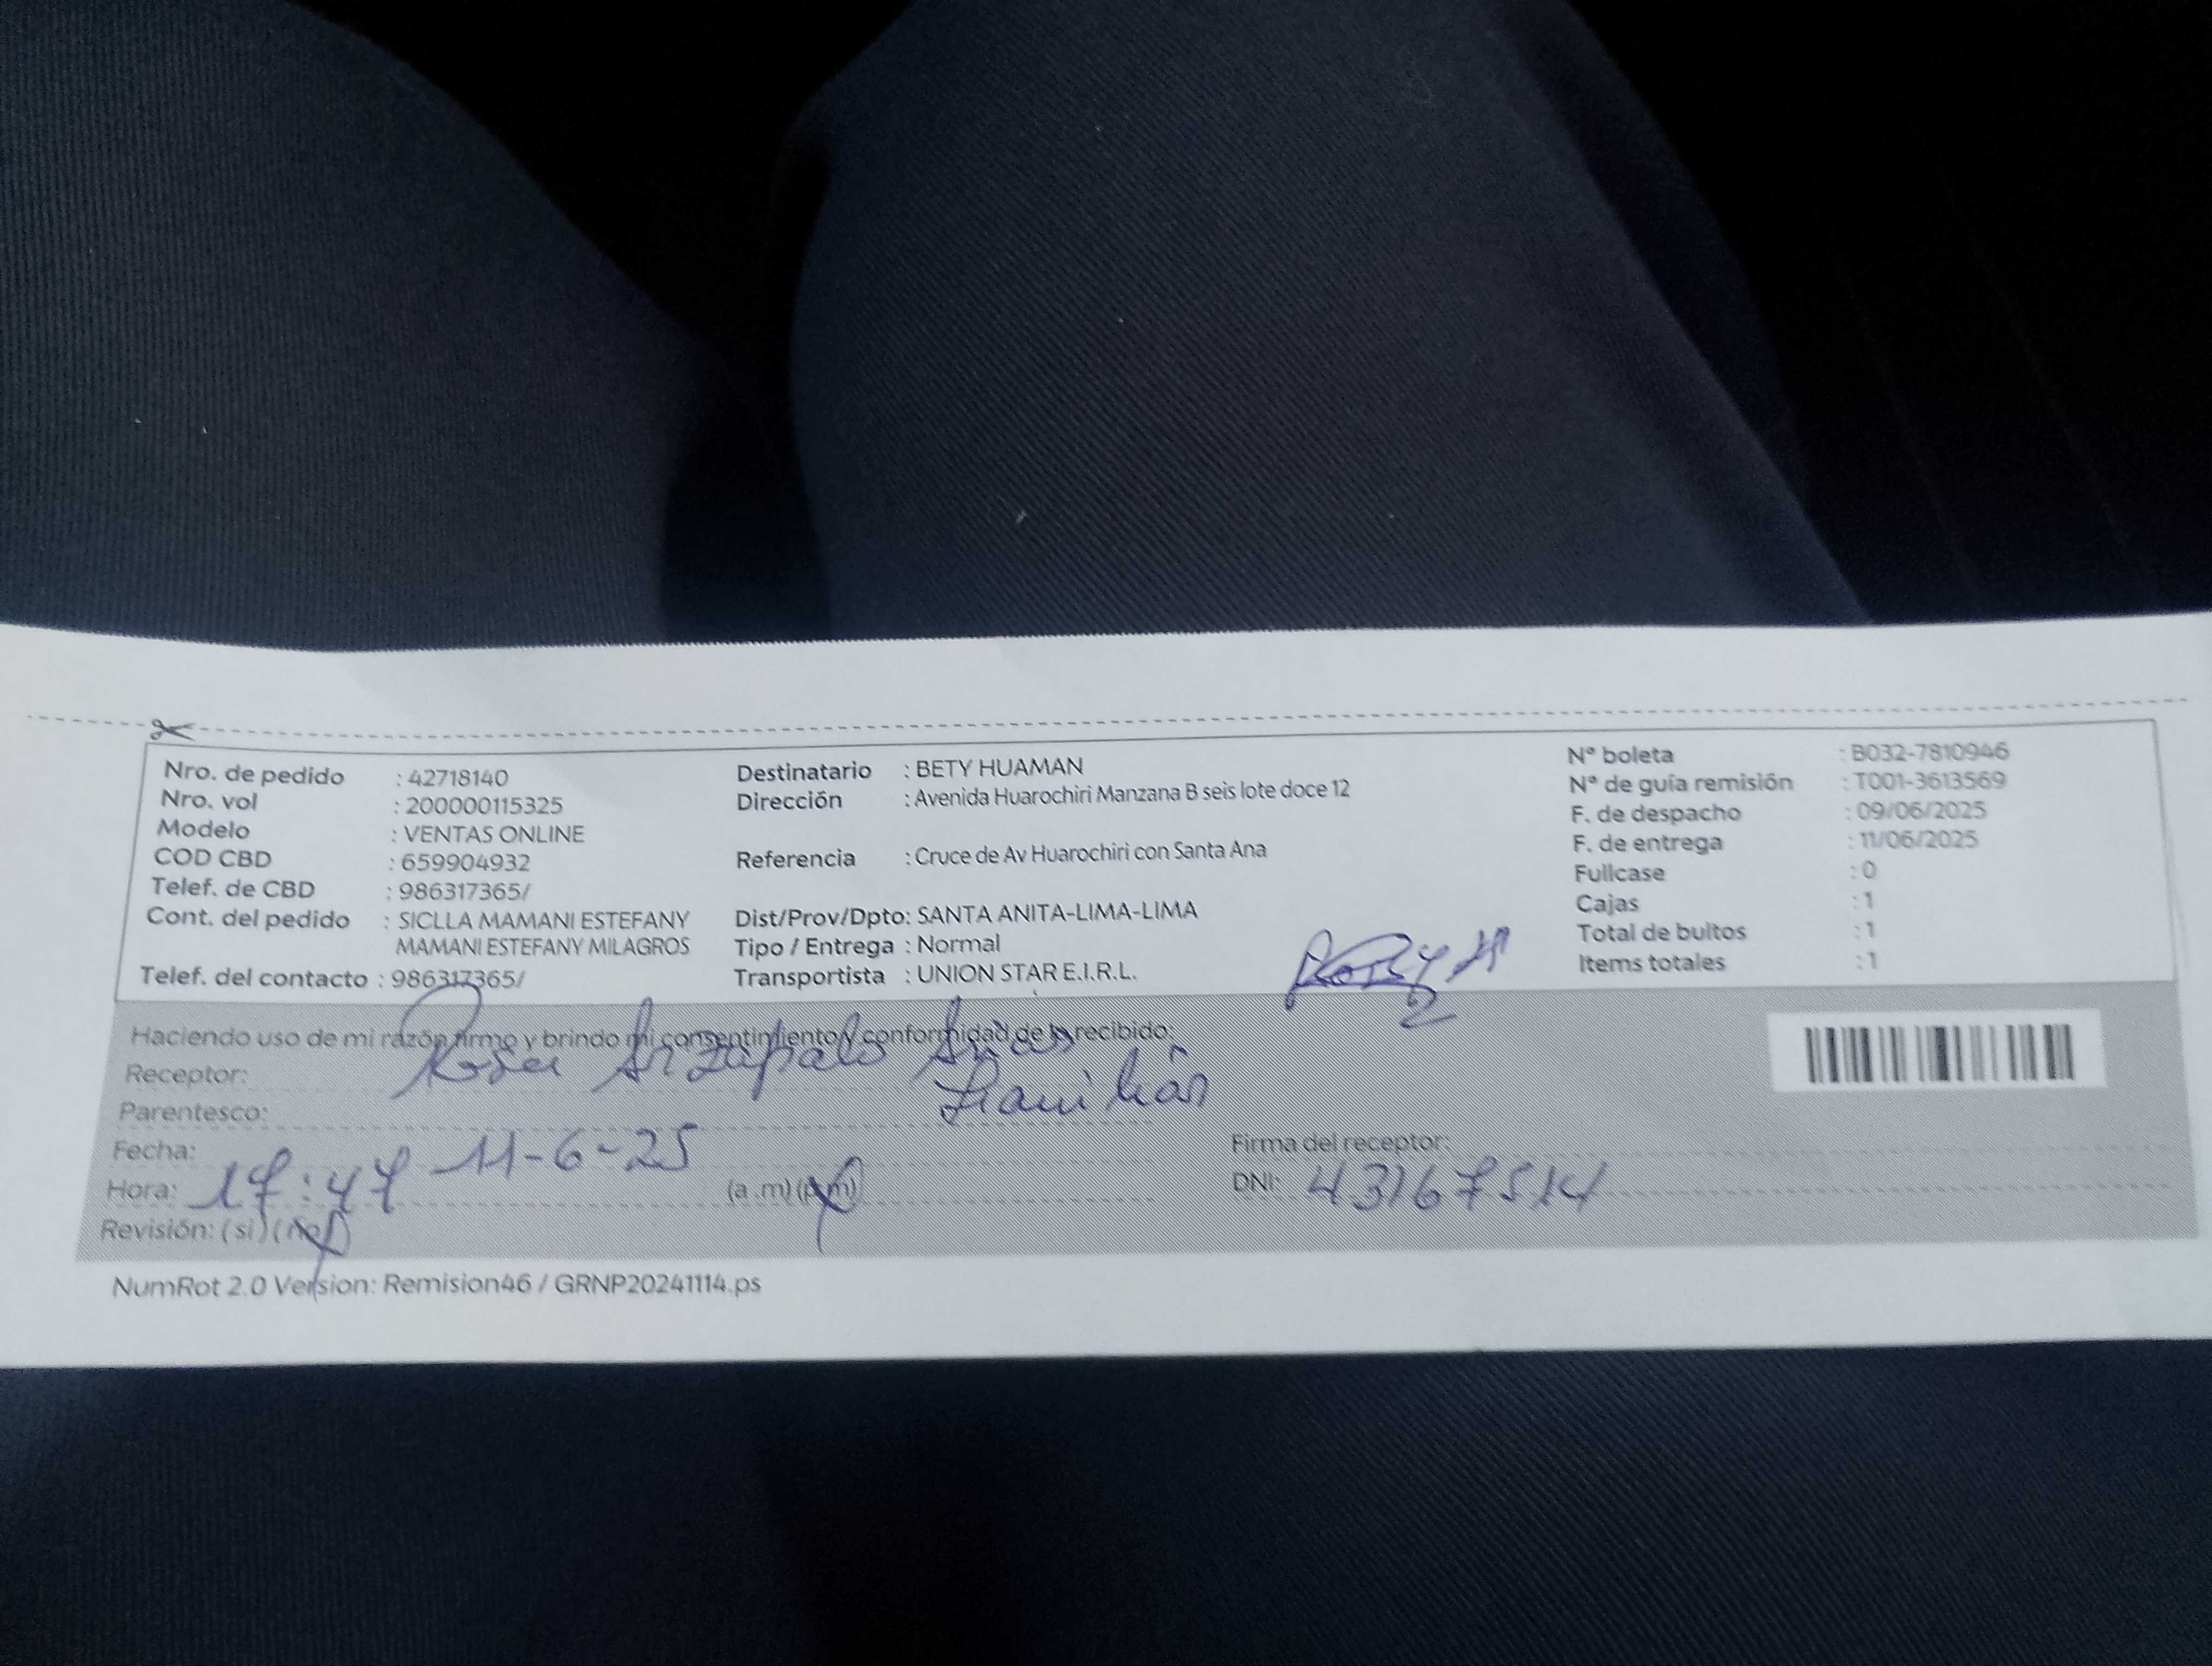 Nro. de pedido : 42718140
Nro. vol : 200000115325
Modelo : VENTAS ONLINE
COD CBD : 659904932
Telef. de CBD : 986317365/
Cont. del pedido : SICLLA MAMANI ESTEFANY
MAMANI ESTEFANY MILAGROS
Telef. del contacto : 986317365/
Destinatario : BETY HUAMAN
Dirección : Avenida Huarochiri Manzana B seis lote doce 12
Referencia : Cruce de Av Huarochiri con Santa Ana
Dist/Prov/Dpto: SANTA ANITA-LIMA-LIMA
Tipo / Entrega : Normal
Transportista : UNION STAR E.I.R.L.
N° boleta : B032-7810946
N° de guía remisión : T001-3613569
F. de despacho : 09/06/2025
F. de entrega : 11/06/2025
Fullcase : 0
Cajas : 1
Total de bultos : 1
Items totales : 1
Haciendo uso de mi razón firmo y brindo mi consentimiento y conformidad de lo recibido:
Receptor: Rosa Arzapalo
Parentesco:
Fecha: 11-6-25
Hora: 17:47 (a.m) (p.m)
Revisión: (si) (no)
Firma del receptor:
DNI: 43167514
NumRot 2.0 Version: Remision46 / GRNP20241114.ps